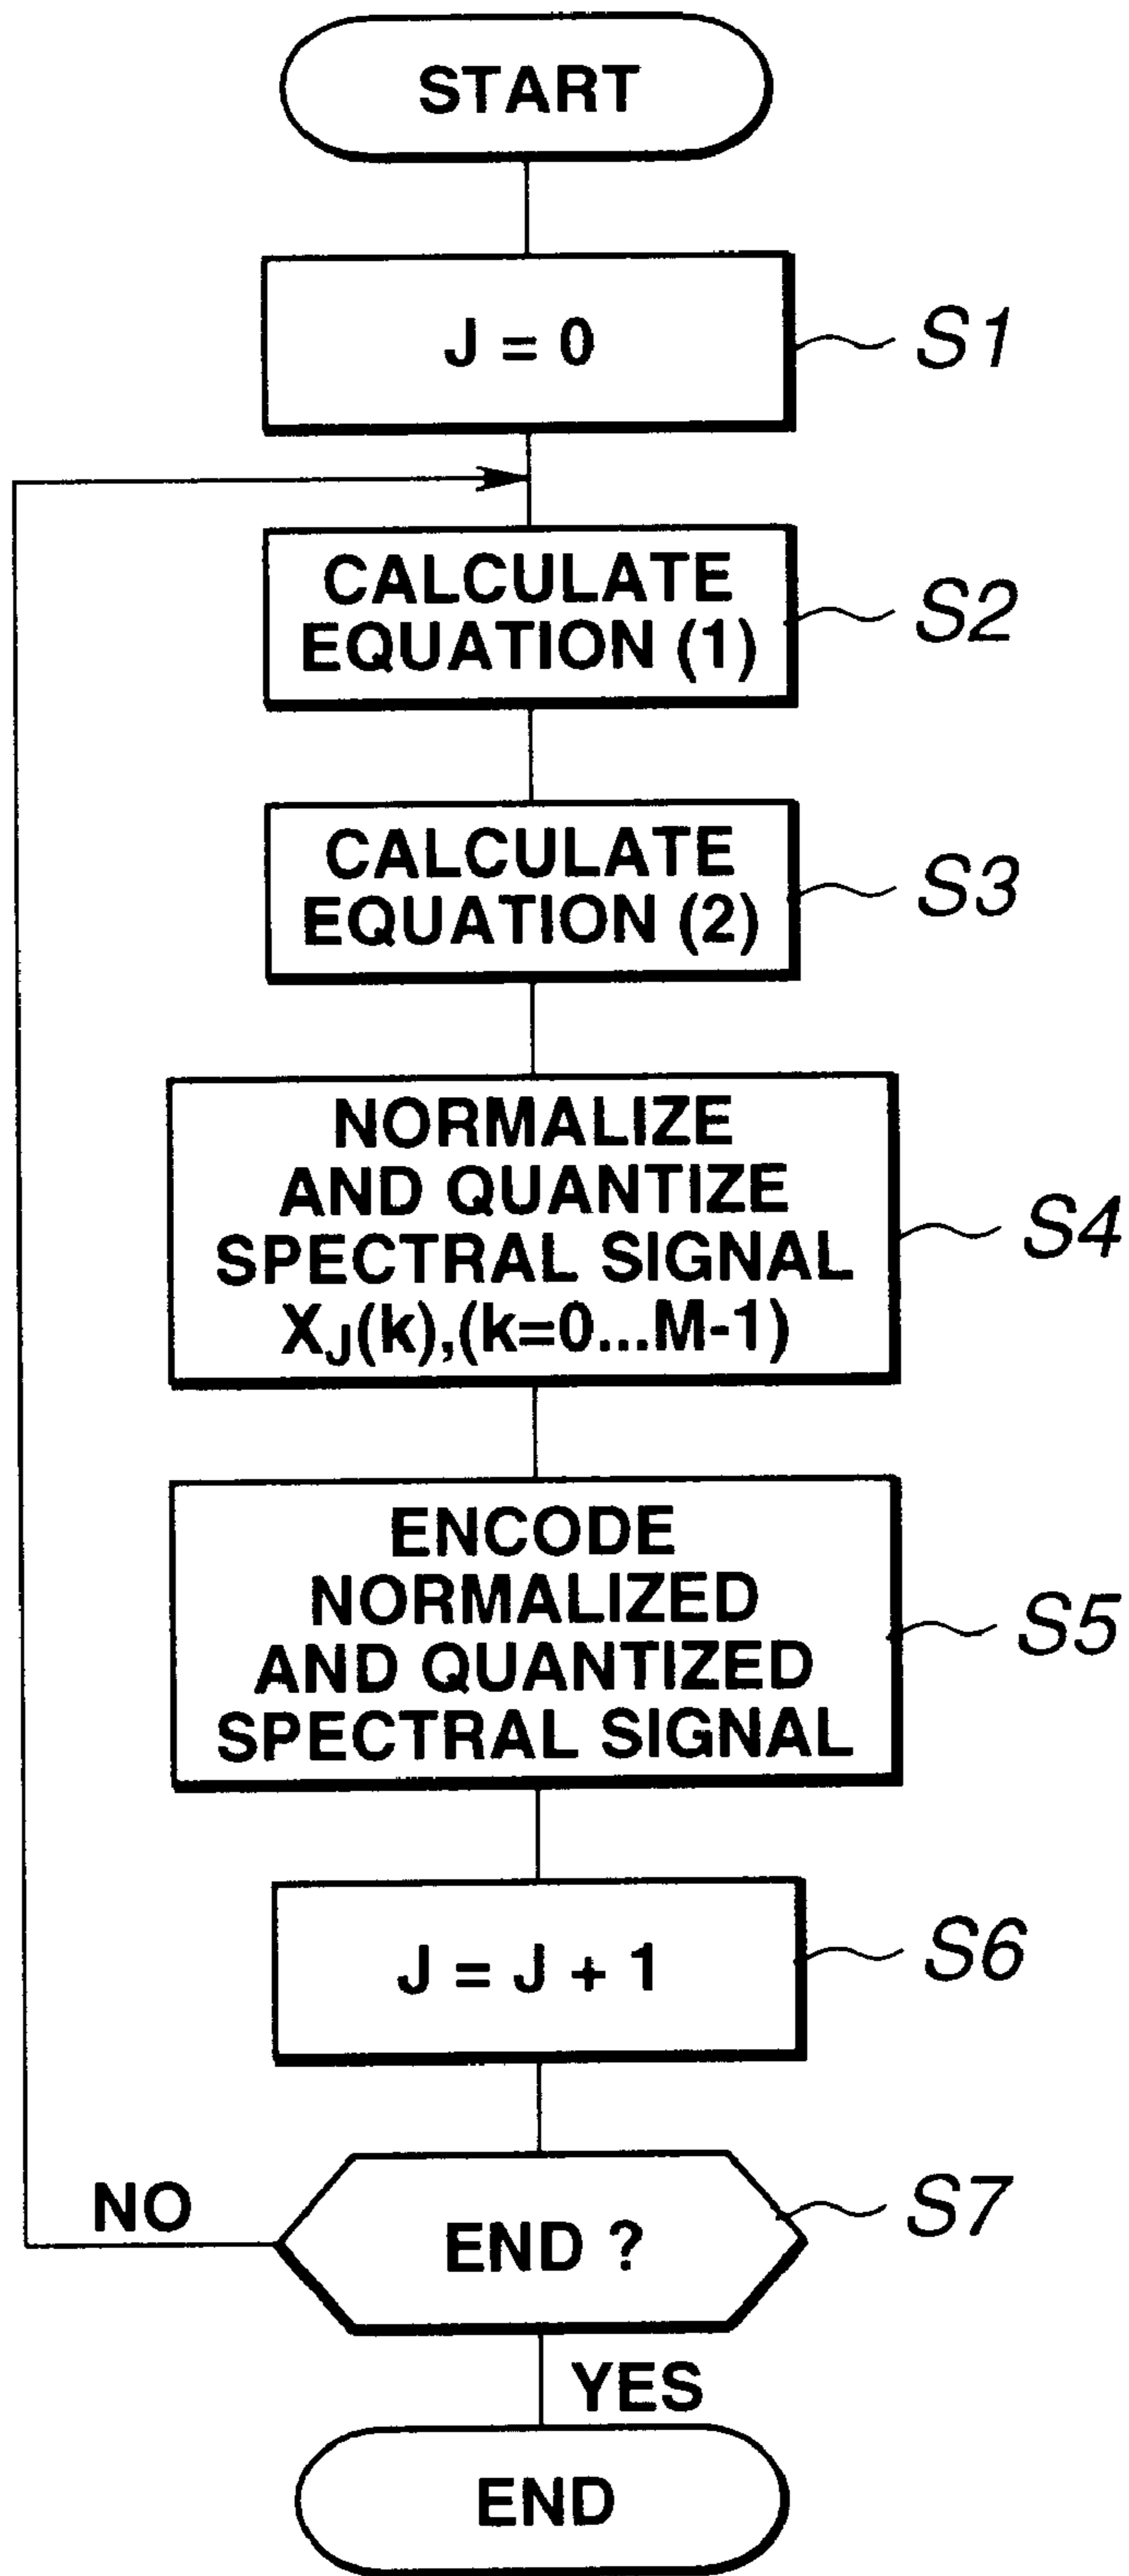 START
J = 0
S1
CALCULATE
EQUATION (1)
S2
CALCULATE
EQUATION (2)
S3
NORMALIZE
AND QUANTIZE
SPECTRAL SIGNAL
XJ(k),(k=0...M-1)
S4
ENCODE
NORMALIZED
AND QUANTIZED
SPECTRAL SIGNAL
S5
J = J + 1
S6
NO
END ?
S7
YES
END